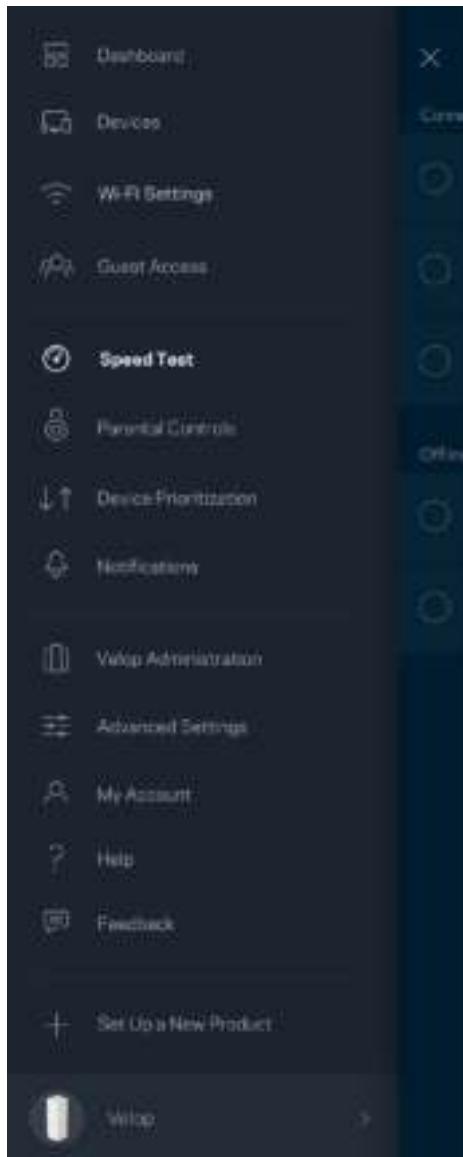 Dashboard
Devices
Wi-Fi Settings
Guest Access
Speed Test
Parental Controls
Device Prioritization
Notifications
Velop Administration
Advanced Settings
My Account
Help
Feedback
Set Up a New Product
Velop